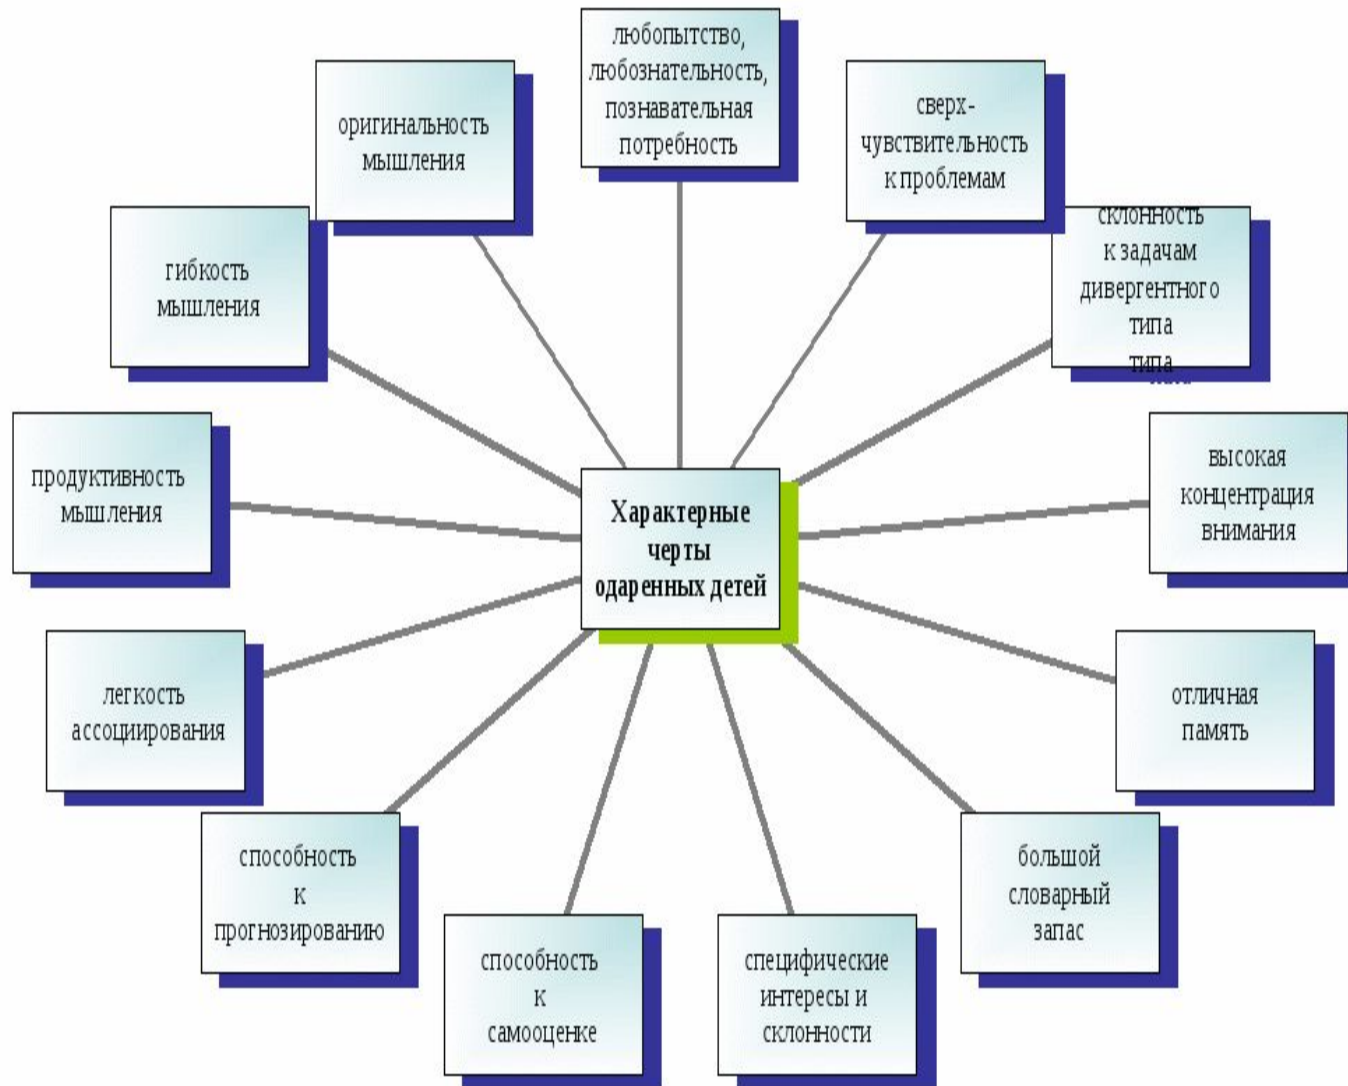 любопытство,
любознательность,
познавательная
потребность
сверх-
чувствительность
к проблемам
склонность
к задачам
дивергентного
типа
типа
высокая
концентрация
внимания
отличная
память
большой
словарный
запас
специфические
интересы и
склонности
способность
к
самооценке
способность
к
прогнозированию
легкость
ассоциирования
продуктивность
мышления
гибкость
мышления
оригинальность
мышления
Характерные
черты
одаренных детей